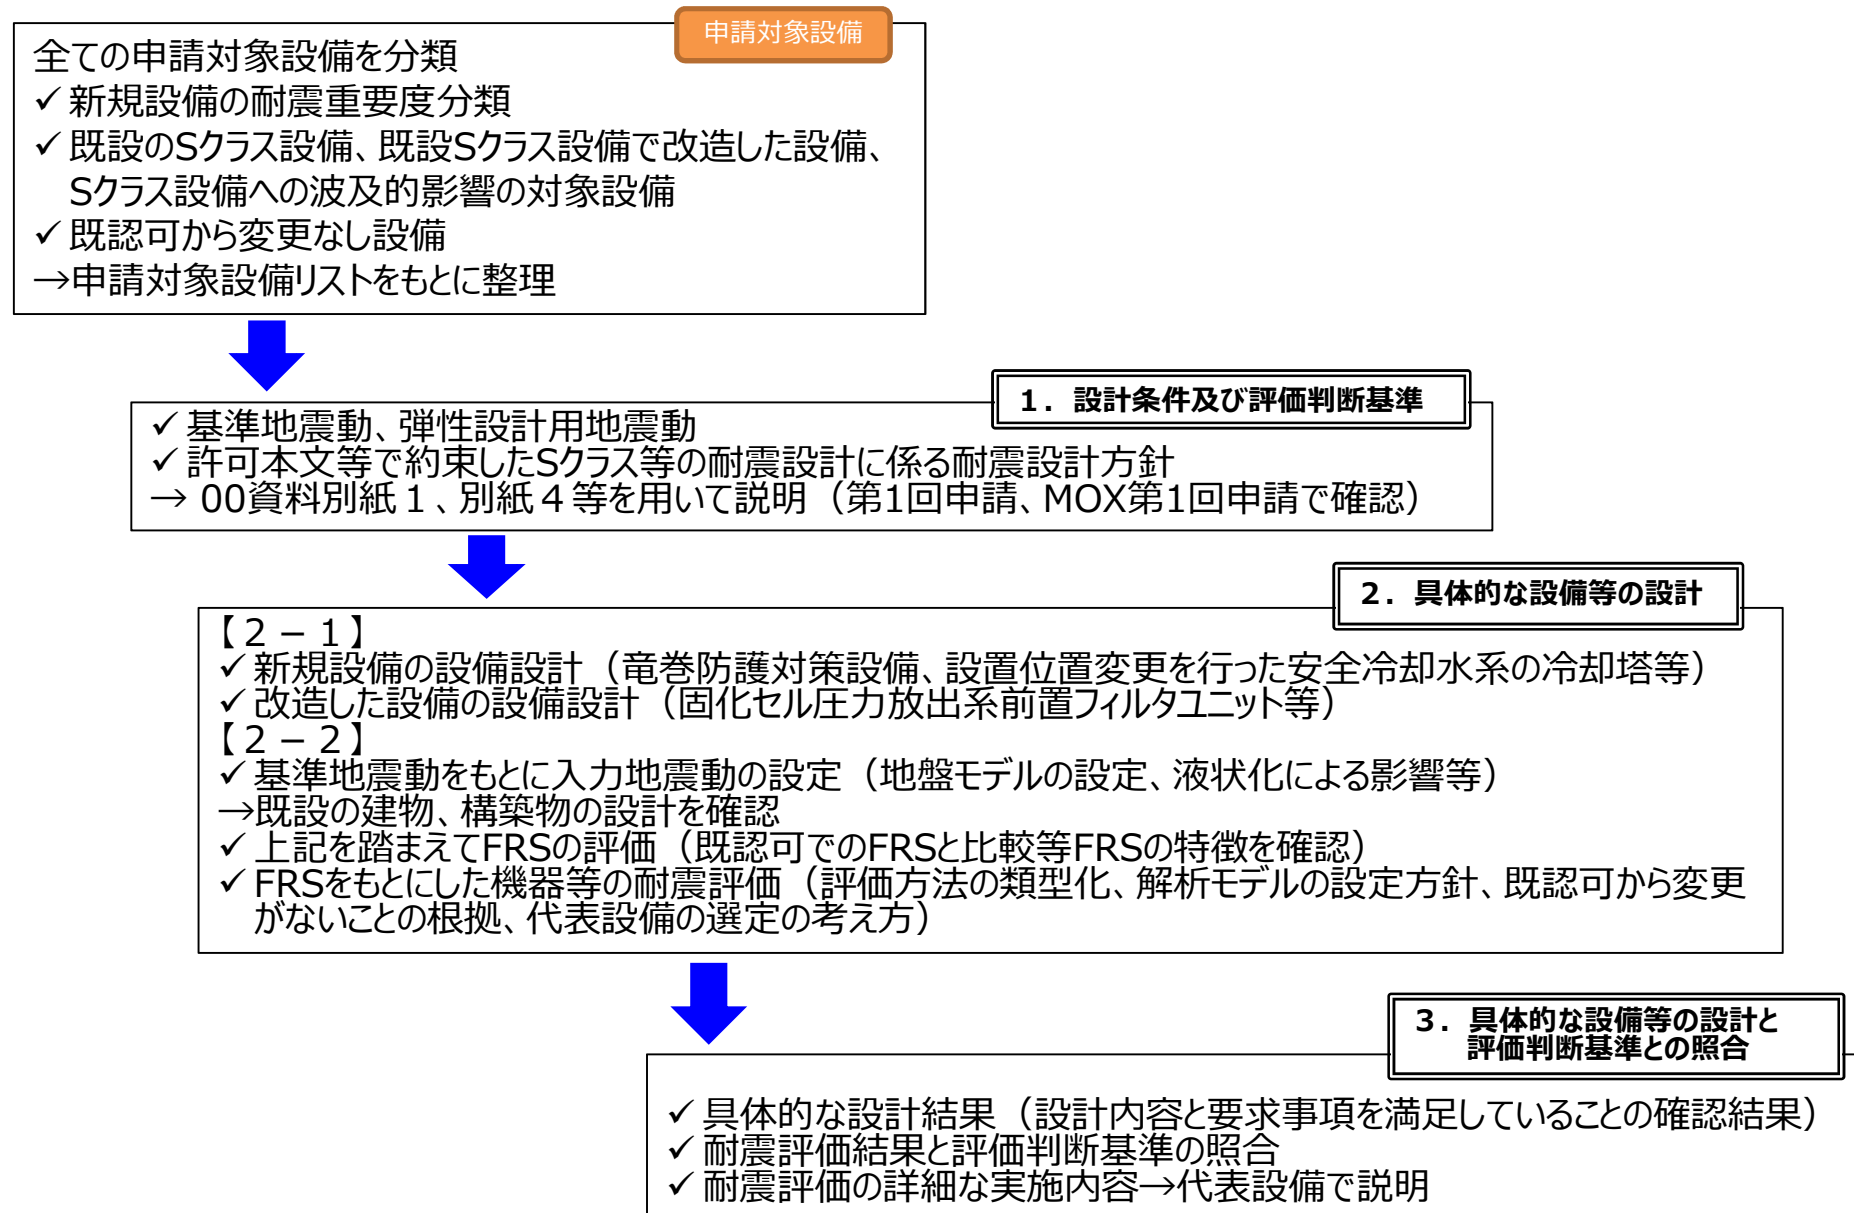 申請対象設備
全ての申請対象設備を分類
✓新規設備の耐震重要度分類
✓既設のSクラス設備、既設Sクラス設備で改造した設備、
Sクラス設備への波及的影響の対象設備
✓既認可から変更なし設備
→申請対象設備リストをもとに整理
1．設計条件及び評価判断基準
✓基準地震動、弾性設計用地震動
✓許可本文等で約束したSクラス等の耐震設計に係る耐震設計方針
→ 00資料別紙１、別紙４等を用いて説明（第1回申請、MOX第1回申請で確認）
2．具体的な設備等の設計
【２－１】
✓新規設備の設備設計（竜巻防護対策設備、設置位置変更を行った安全冷却水系の冷却塔等）
✓改造した設備の設備設計（固化セル圧力放出系前置フィルタユニット等）
【２－２】
✓基準地震動をもとに入力地震動の設定（地盤モデルの設定、液状化による影響等）
→既設の建物、構築物の設計を確認
✓上記を踏まえてFRSの評価（既認可でのFRSと比較等FRSの特徴を確認）
✓FRSをもとにした機器等の耐震評価（評価方法の類型化、解析モデルの設定方針、既認可から変更
がないことの根拠、代表設備の選定の考え方）
3．具体的な設備等の設計と
評価判断基準との照合
✓具体的な設計結果（設計内容と要求事項を満足していることの確認結果）
✓耐震評価結果と評価判断基準の照合
✓耐震評価の詳細な実施内容→代表設備で説明